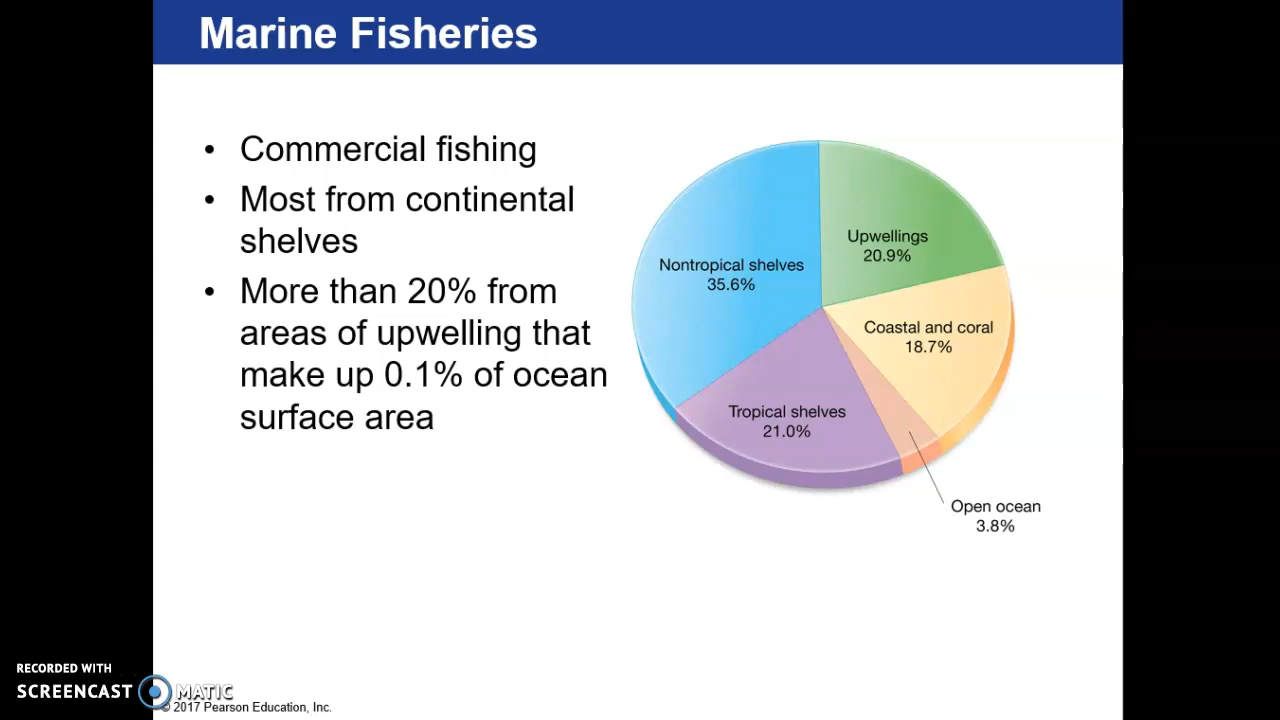 Marine Fisheries
• Commercial fishing
• Most from continental
shelves
• More than 20% from
areas of upwelling that
make up 0.1% of ocean
surface area
Upwellings
20.9%
Nontropical shelves
35.6%
Coastal and coral
18.7%
Tropical shelves
21.0%
Open ocean
3.8%
RECORDED WITH
SCREENCAST MATIC
© 2017 Pearson Education, Inc.